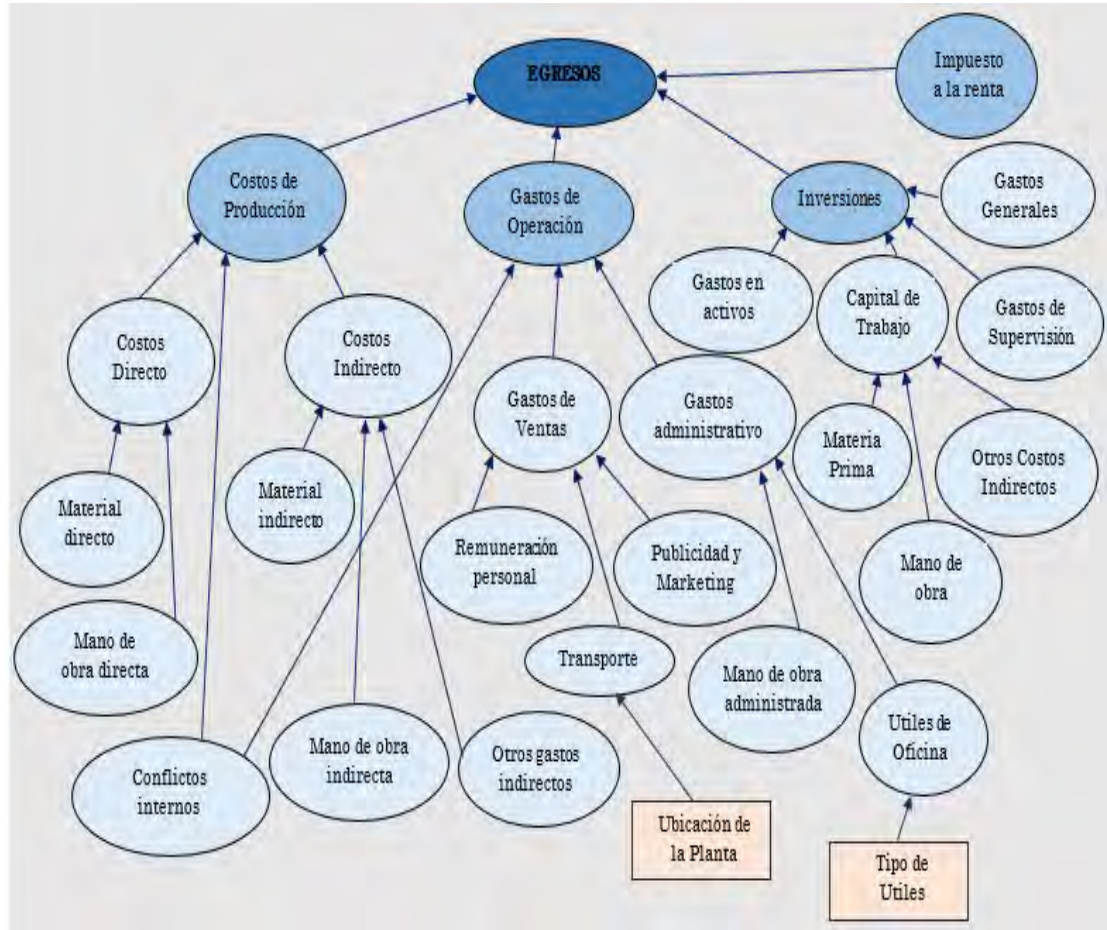 EGRESOS
Impuesto
a la renta
Costos de
Producción
Gastos de
Operación
Inversiones
Gastos
Generales
Gastos en
activos
Capital de
Trabajo
Gastos de
Supervisión
Costos
Directo
Costos
Indirecto
Gastos de
Ventas
Gastos
administrativo
Materia
Prima
Otros Costos
Indirectos
Material
directo
Material
indirecto
Remuneración
personal
Publicidad y
Marketing
Mano de
obra
Mano de
obra directa
Transporte
Mano de obra
administrada
Utiles de
Oficina
Conflictos
internos
Mano de obra
indirecta
Otros gastos
indirectos
Ubicación de
la Planta
Tipo de
Utiles